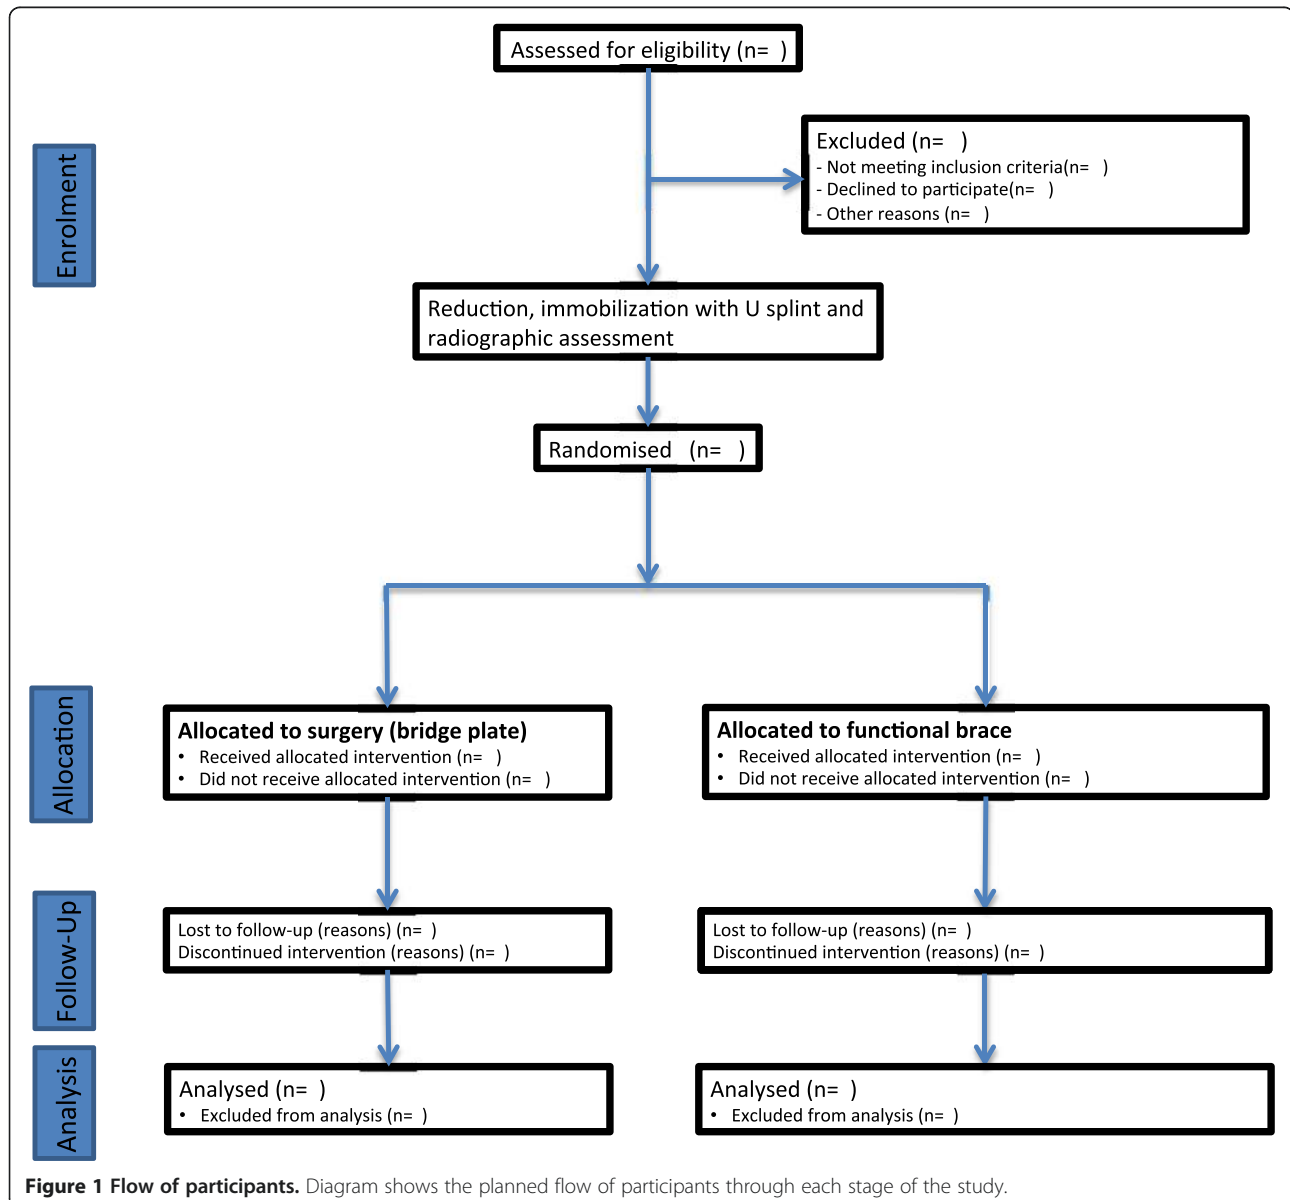 Assessed for eligibility (n=  )
Enrolment
Excluded (n=  )
- Not meeting inclusion criteria(n=  )
- Declined to participate(n=  )
- Other reasons (n=  )
Reduction, immobilization with U splint and
radiographic assessment
Randomised  (n=  )
Allocation
Allocated to surgery (bridge plate)
• Received allocated intervention (n=  )
• Did not receive allocated intervention (n=  )
Allocated to functional brace
• Received allocated intervention (n=  )
• Did not receive allocated intervention (n=  )
Follow-Up
Lost to follow-up (reasons) (n=  )
Discontinued intervention (reasons) (n=  )
Lost to follow-up (reasons) (n=  )
Discontinued intervention (reasons) (n=  )
Analysis
Analysed (n=  )
• Excluded from analysis (n=  )
Analysed (n=  )
• Excluded from analysis (n=  )
Figure 1 Flow of participants. Diagram shows the planned flow of participants through each stage of the study.